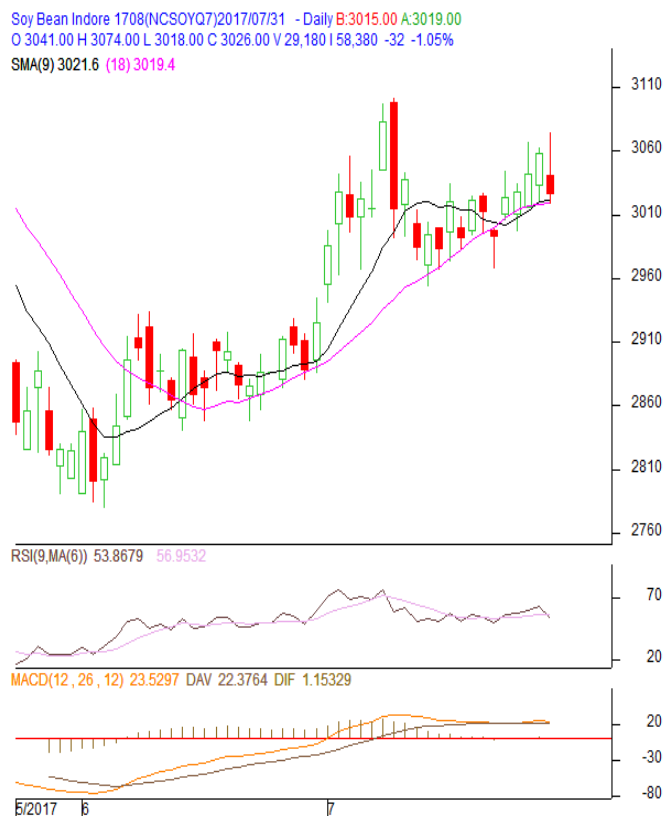 Soy Bean Indore 1708(NCSOYQ7)2017/07/31 - Daily B:3015.00 A:3019.00
O 3041.00 H 3074.00 L 3018.00 C 3026.00 V 29,180 I 58,380 -32 -1.05%
SMA(9) 3021.6 (18) 3019.4
3110
3060
3010
2960
2910
2860
2810
2760
RSI(9,MA(6)) 53.8679 56.9532
70
20
MACD(12 , 26 , 12) 23.5297 DAV 22.3764 DIF 1.15329
20
-30
-80
5/2017 6 7